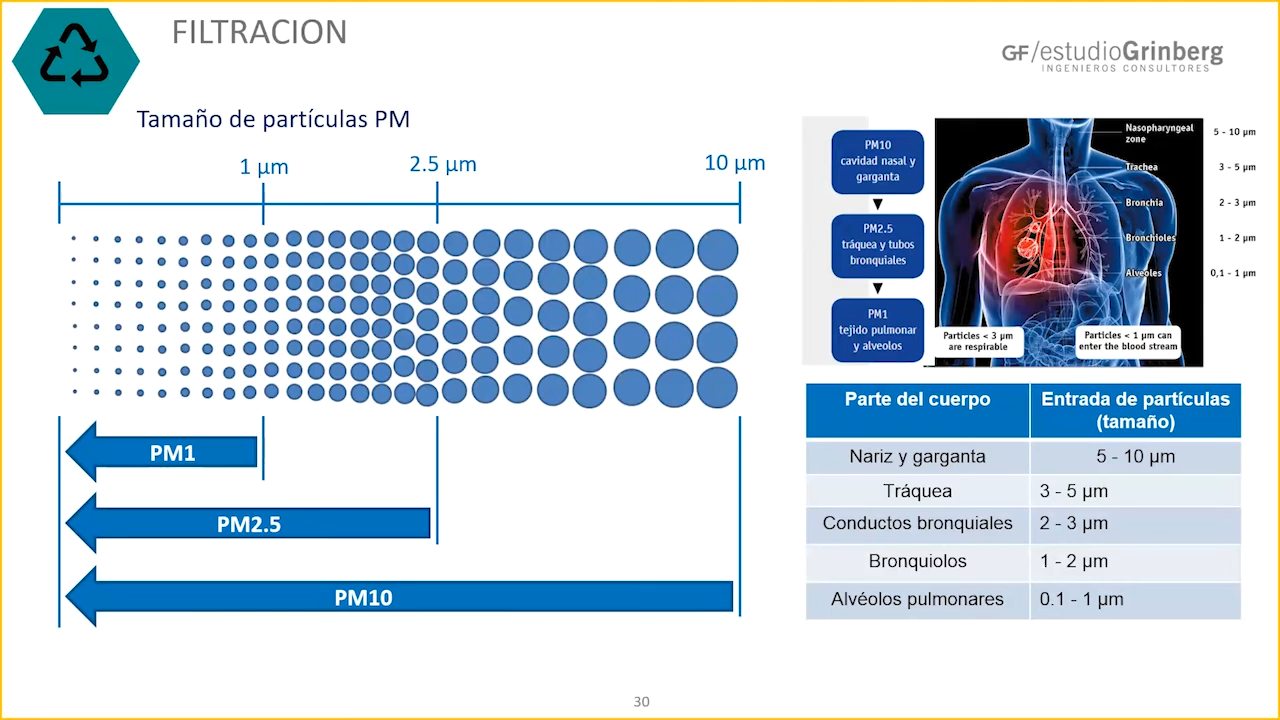 FILTRACION
GF/estudioGrinberg
INGENIEROS CONSULTORES
Tamaño de partículas PM
1 µm
2.5 µm
10 µm
PM1
PM2.5
PM10
PM10
cavidad nasal y
garganta
PM2.5
tráquea y tubos
bronquiales
PM1
tejido pulmonar
y alveolos
Nasopharyngeal
zone
5 - 10 µm
Trachea
3 - 5 µm
Bronchia
2 - 3 µm
Bronchioles
1 - 2 µm
Alveoles
0,1 - 1 µm
Particles < 3 µm
are respirable
Particles < 1 µm can
enter the blood stream
Parte del cuerpo
Entrada de partículas
(tamaño)
Nariz y garganta
5 - 10 µm
Tráquea
3 - 5 µm
Conductos bronquiales
2 - 3 µm
Bronquiolos
1 - 2 µm
Alvéolos pulmonares
0.1 - 1 µm
30